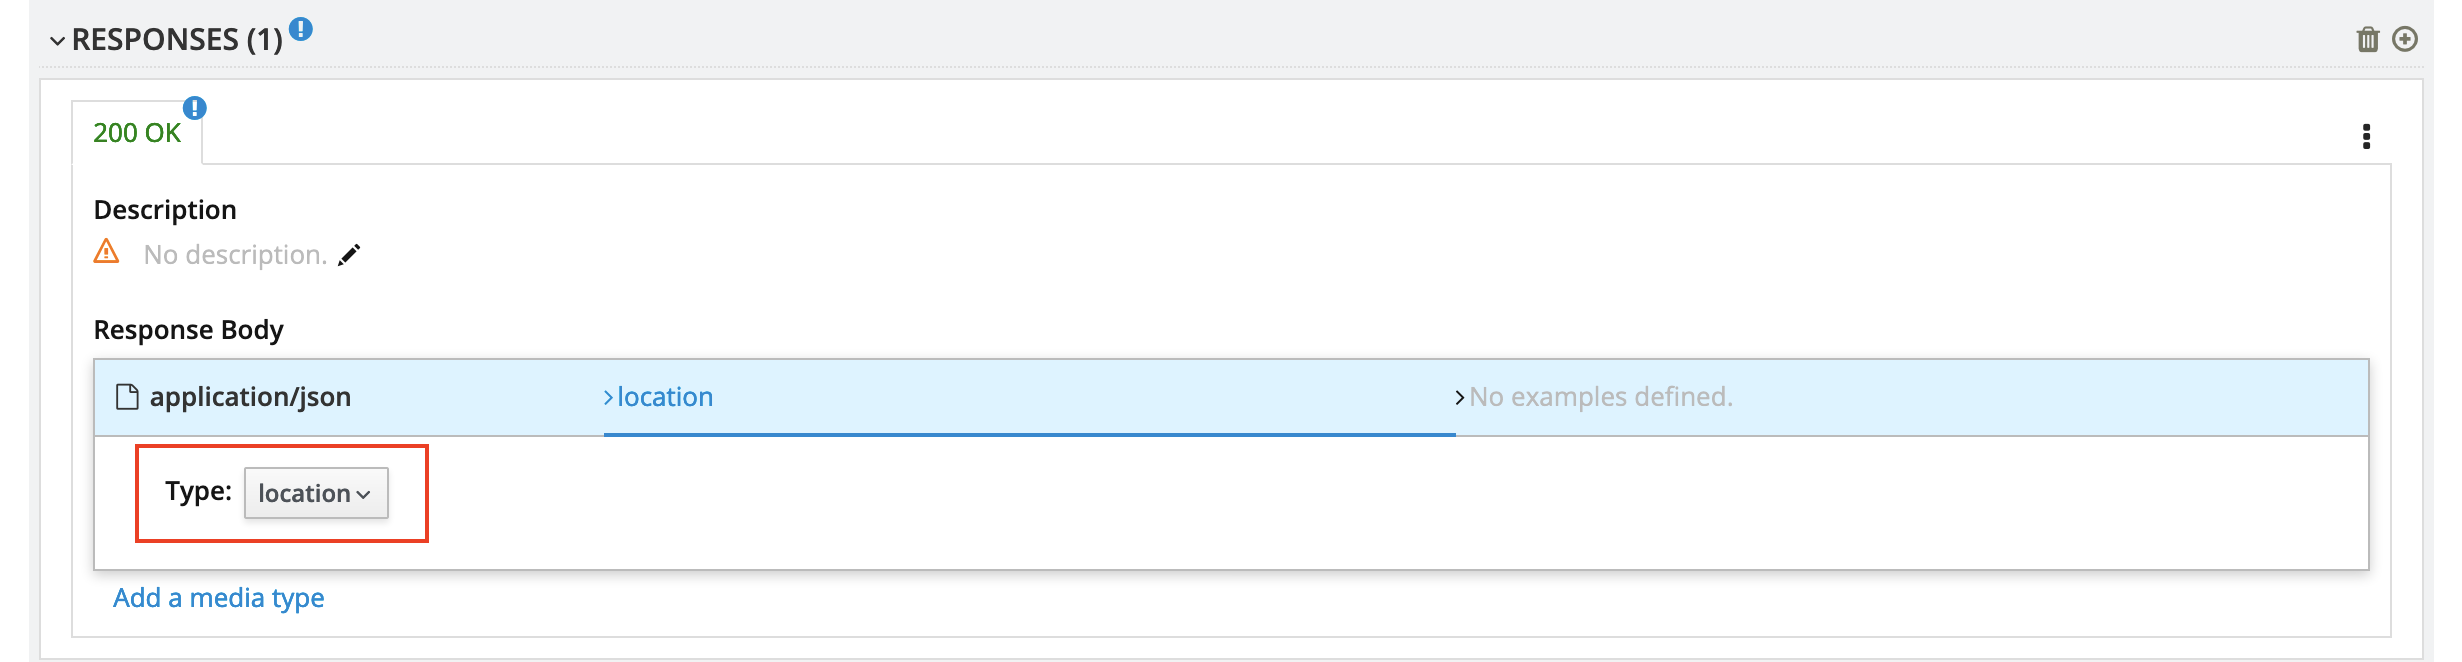 RESPONSES (1)
200 OK
Description
No description.
Response Body
application/json
location
No examples defined.
Type: location
Add a media type